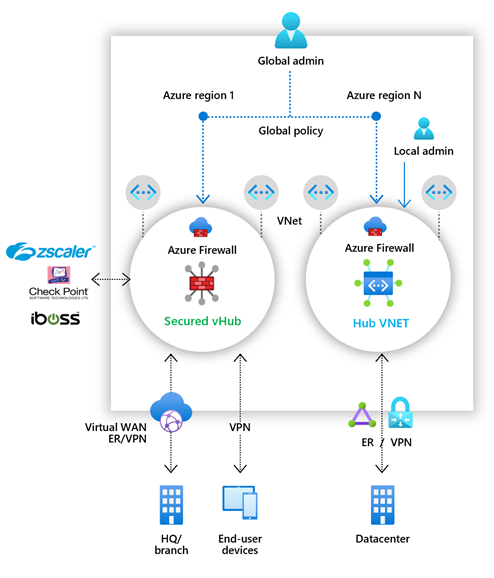 Global admin
Azure region 1
Azure region N
Global policy
Local admin
VNet
Azure Firewall
Azure Firewall
zscaler™
Check Point
SOFTWARE TECHNOLOGIES LTD.
iboss
Secured vHub
Hub VNET
Virtual WAN
ER/VPN
VPN
ER / VPN
HQ/
branch
End-user
devices
Datacenter